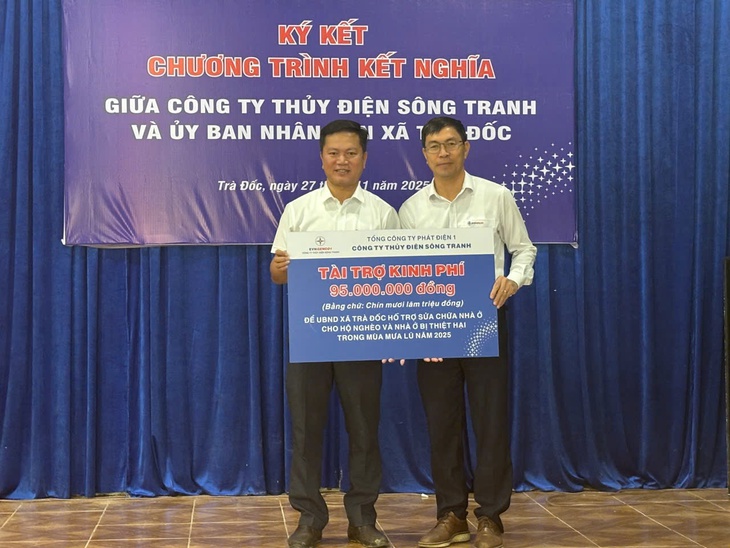 KÝ KẾT
CHƯƠNG TRÌNH KẾT NGHĨA
GIỮA CÔNG TY THỦY ĐIỆN SÔNG TRANH
VÀ ỦY BAN NHÂN XÃ ĐỐC
Trà Đốc, ngày 27 1 2025
EVNGENCO1
TỔNG CÔNG TY PHÁT ĐIỆN 1
CÔNG TY THỦY ĐIỆN SÔNG TRANH
TÀI TRỢ KINH PHÍ
95.000.000 đồng
(Bằng chữ: Chín mươi lăm triệu đồng)
ĐỂ UBND XÃ TRÀ ĐỐC HỖ TRỢ SỬA CHỮA NHÀ Ở
CHO HỘ NGHÈO VÀ NHÀ Ở BỊ THIỆT HẠI
TRONG MÙA MƯA LŨ NĂM 2025